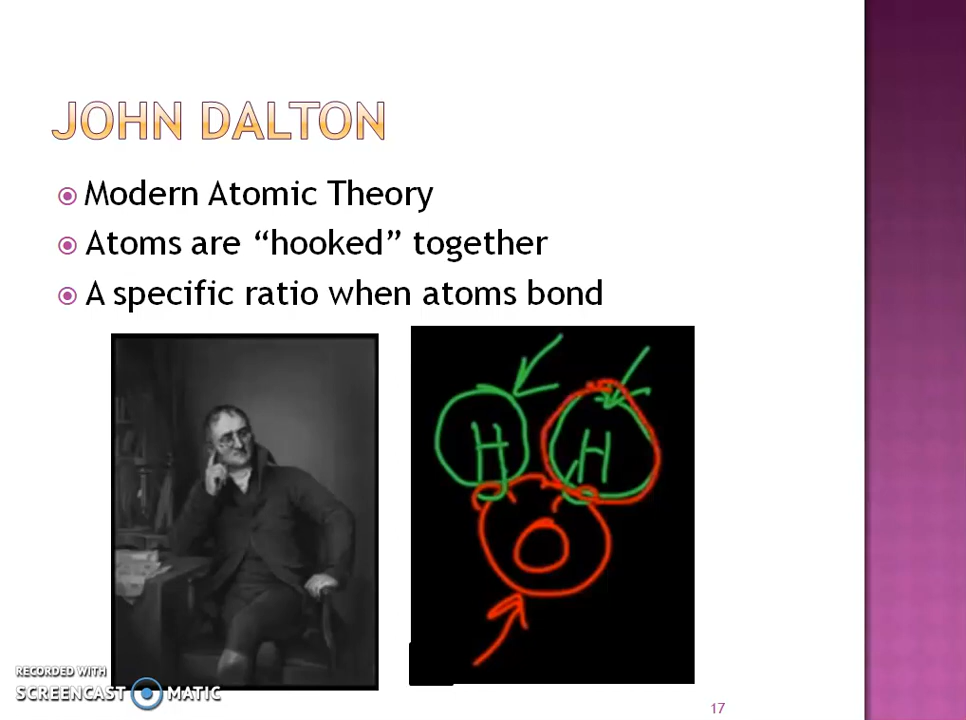 JOHN DALTON
Modern Atomic Theory
Atoms are “hooked” together
A specific ratio when atoms bond
H H
O
RECORDED WITH
SCREENCAST MATIC
17